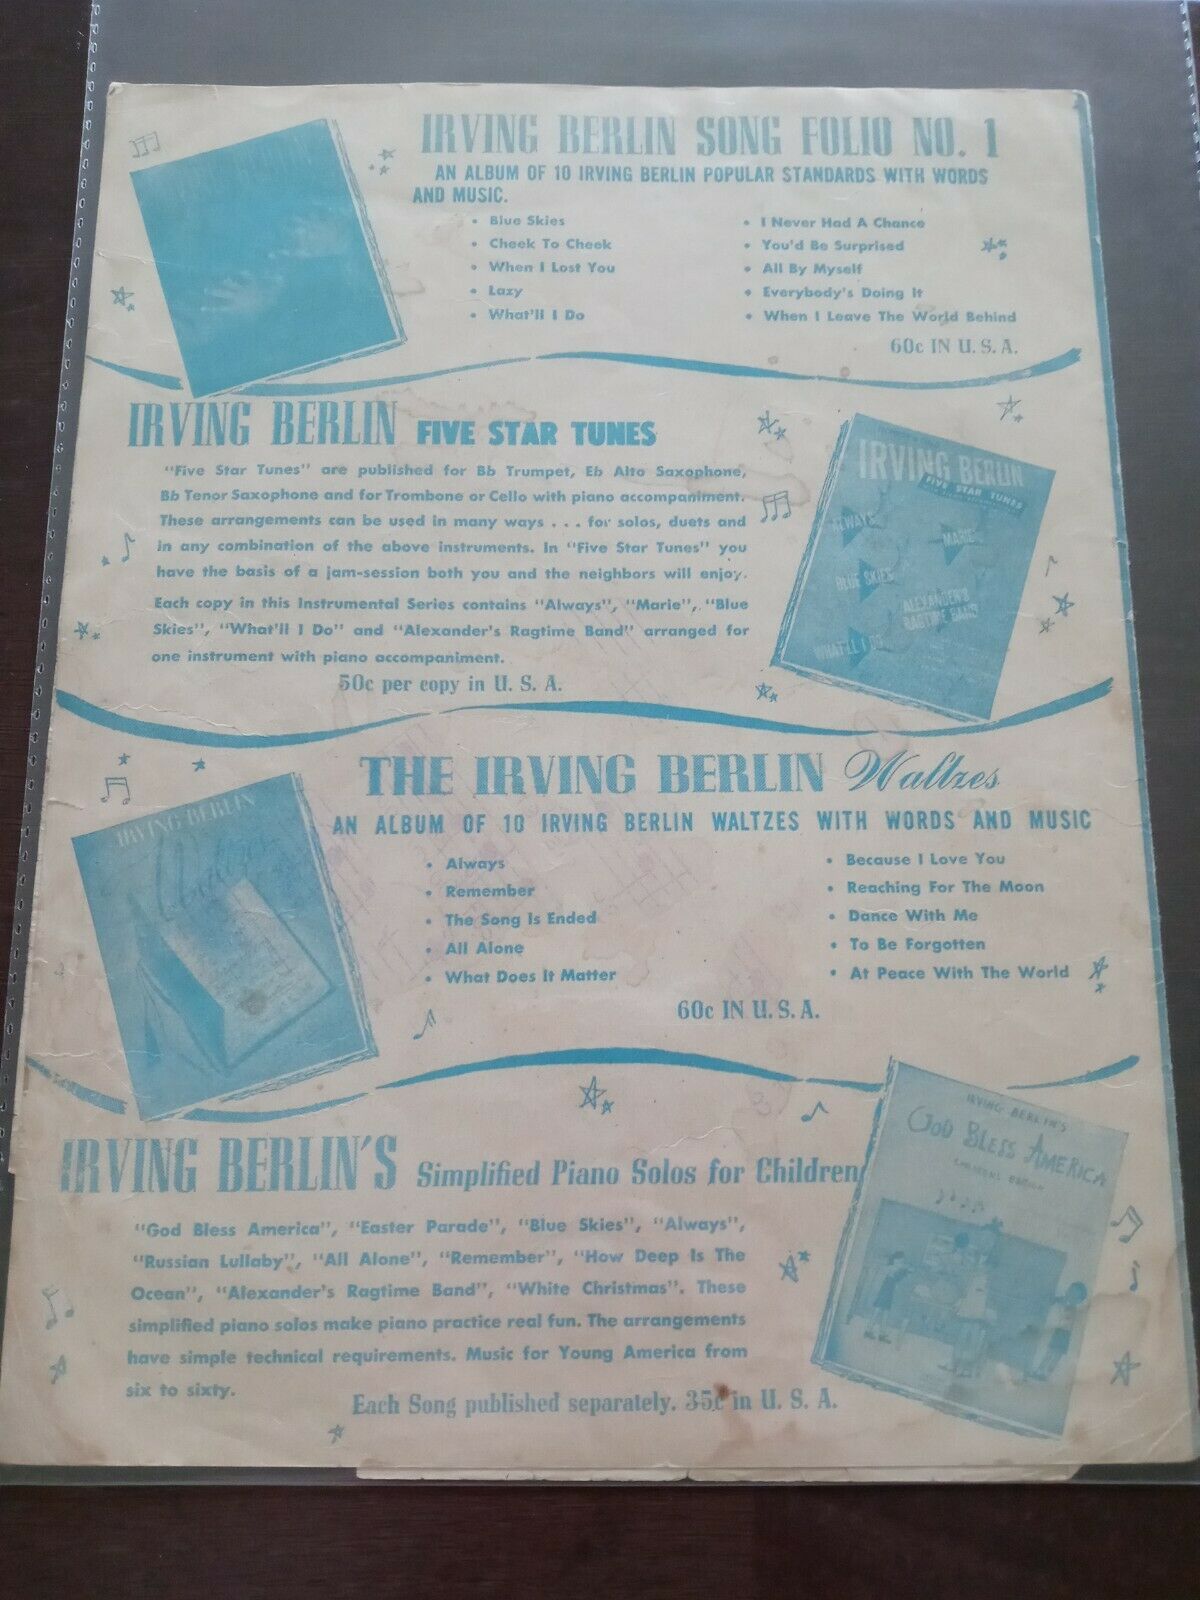 IRVING BERLIN SONG FOLIO NO. 1
AN ALBUM OF 10 IRVING BERLIN POPULAR STANDARDS WITH WORDS
AND MUSIC.
• Blue Skies
• Cheek To Cheek
• When I Lost You
• Lazy
• What'll I Do
• I Never Had A Chance
• You'd Be Surprised
• All By Myself
• Everybody's Doing It
• When I Leave The World Behind
60c IN U. S. A.
IRVING BERLIN FIVE STAR TUNES
"Five Star Tunes" are published for Bb Trumpet, Eb Alto Saxophone,
Bb Tenor Saxophone and for Trombone or Cello with piano accompaniment.
These arrangements can be used in many ways . . . for solos, duets and
in any combination of the above instruments. In "Five Star Tunes" you
have the basis of a jam-session both you and the neighbors will enjoy.
Each copy in this Instrumental Series contains "Always", "Marie", "Blue
Skies", "What'll I Do" and "Alexander's Ragtime Band" arranged for
one instrument with piano accompaniment.
50c per copy in U. S. A.
IRVING BERLIN
FIVE STAR TUNES
ALWAYS
MARIE
BLUE SKIES
ALEXANDER'S
RAGTIME BAND
WHAT'LL I DO
THE IRVING BERLIN Waltzes
AN ALBUM OF 10 IRVING BERLIN WALTZES WITH WORDS AND MUSIC
• Always
• Remember
• The Song Is Ended
• All Alone
• What Does It Matter
• Because I Love You
• Reaching For The Moon
• Dance With Me
• To Be Forgotten
• At Peace With The World
60c IN U. S. A.
IRVING BERLIN
Waltzes
IRVING BERLIN'S Simplified Piano Solos for Children
"God Bless America", "Easter Parade", "Blue Skies", "Always",
"Russian Lullaby", "All Alone", "Remember", "How Deep Is The
Ocean", "Alexander's Ragtime Band", "White Christmas". These
simplified piano solos make piano practice real fun. The arrangements
have simple technical requirements. Music for Young America from
six to sixty.
Each Song published separately. 35c in U. S. A.
IRVING BERLIN'S
GOD BLESS AMERICA
CHILDREN'S EDITION